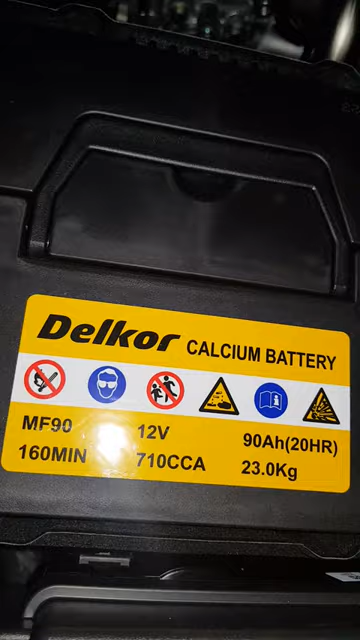 Delkor CALCIUM BATTERY
MF90 12V 90Ah(20HR)
160MIN 710CCA 23.0Kg